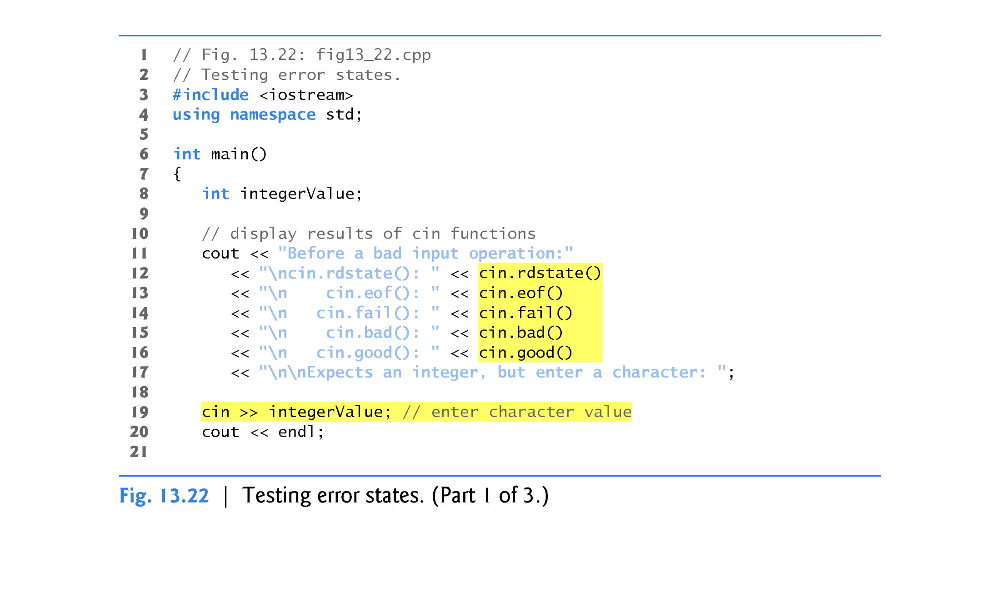 1 // Fig. 13.22: fig13_22.cpp
2 // Testing error states.
3 #include <iostream>
4 using namespace std;
5
6 int main()
7 {
8    int integerValue;
9
10    // display results of cin functions
11    cout << "Before a bad input operation:"
12       << "\ncin.rdstate(): " << cin.rdstate()
13       << "\n    cin.eof(): " << cin.eof()
14       << "\n   cin.fail(): " << cin.fail()
15       << "\n    cin.bad(): " << cin.bad()
16       << "\n   cin.good(): " << cin.good()
17       << "\n\nExpects an integer, but enter a character: ";
18
19    cin >> integerValue; // enter character value
20    cout << endl;
21
Fig. 13.22 | Testing error states. (Part 1 of 3.)